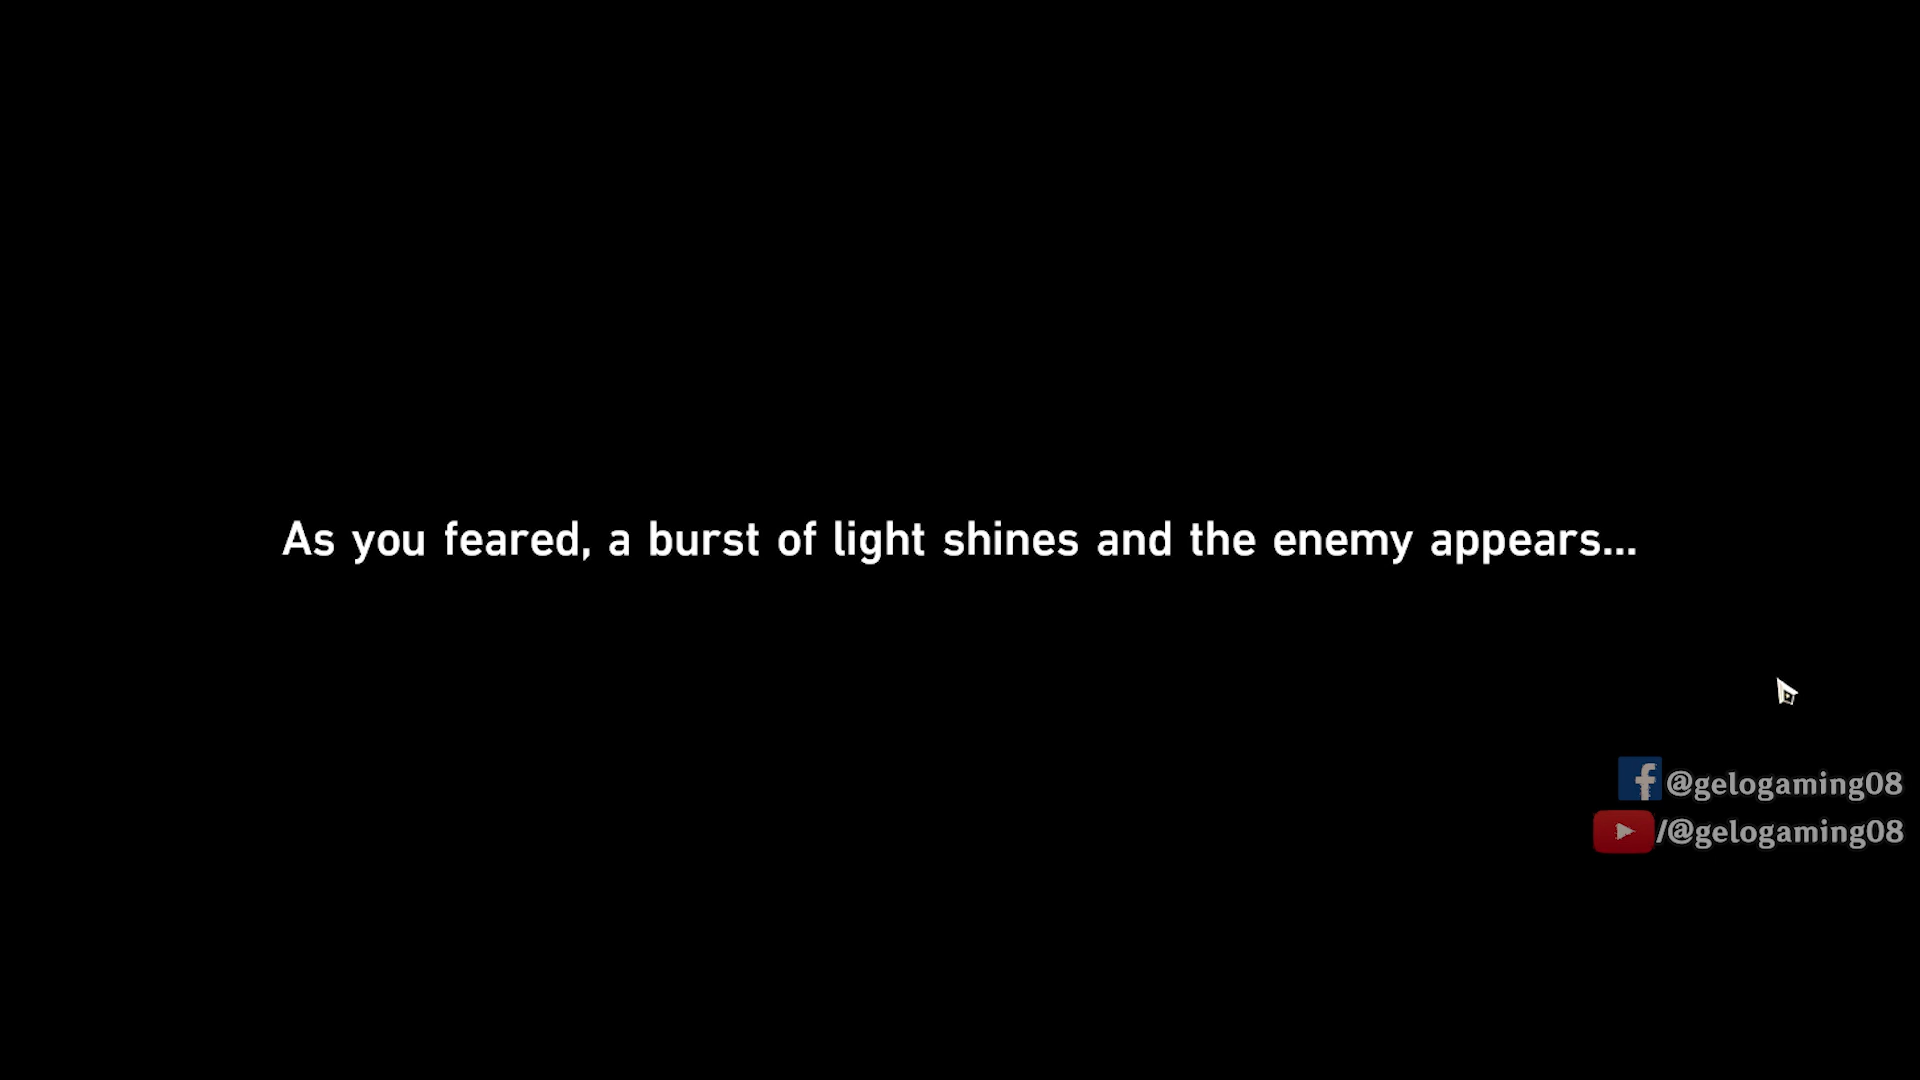 As you feared, a burst of light shines and the enemy appears...
@gelogaming08
/@gelogaming08